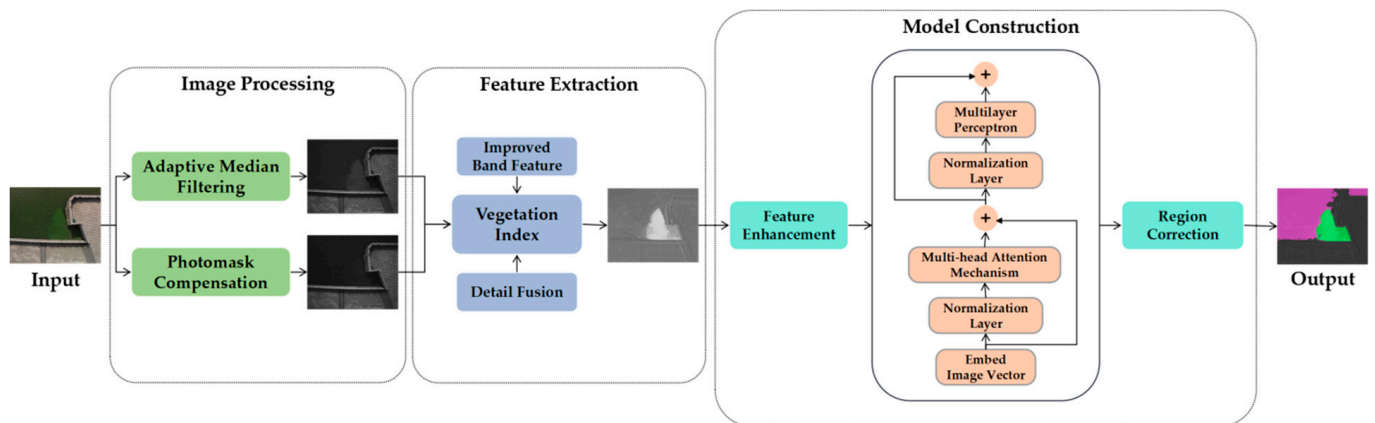 Input
Image Processing
Adaptive Median
Filtering
Photomask
Compensation
Feature Extraction
Improved
Band Feature
Vegetation
Index
Detail Fusion
Model Construction
Feature
Enhancement
+
Multilayer
Perceptron
Normalization
Layer
+
Multi-head Attention
Mechanism
Normalization
Layer
Embed
Image Vector
Region
Correction
Output